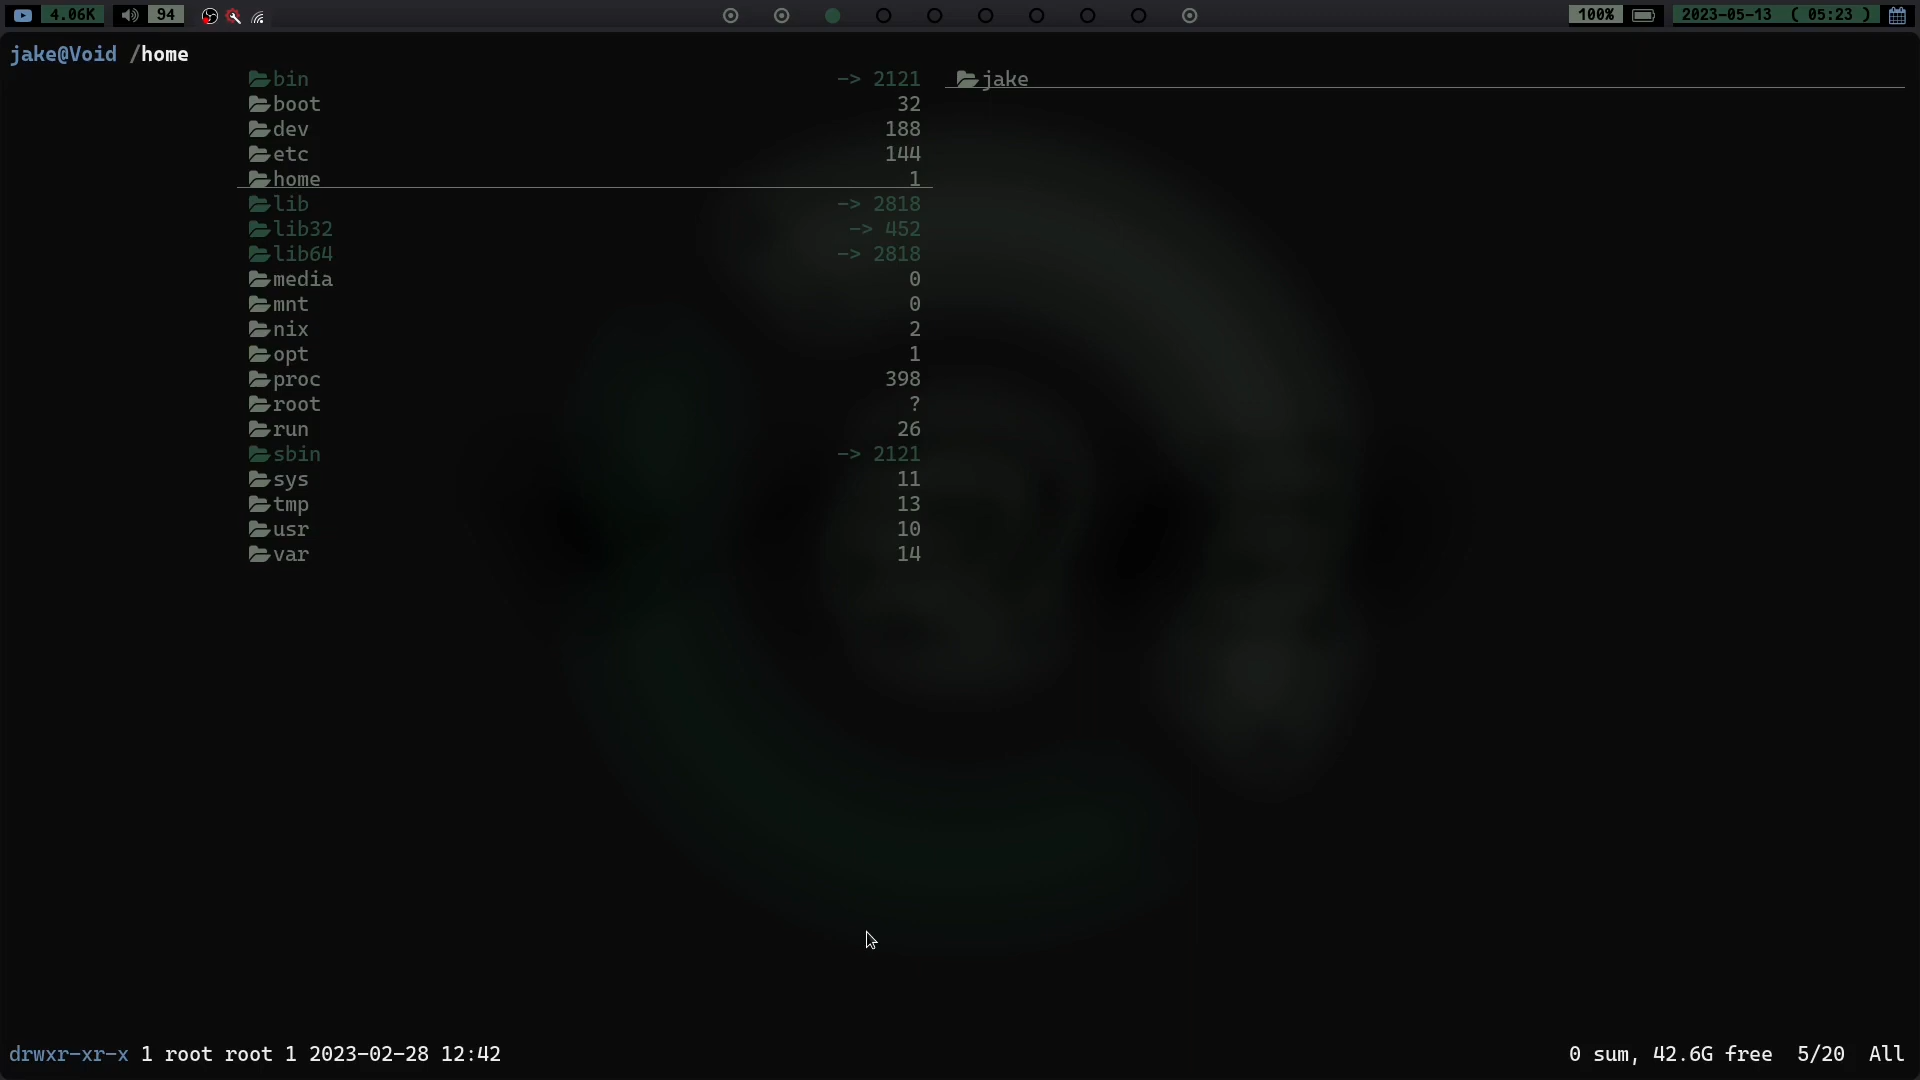 4.06K 94 100% 2023-05-13 ( 05:23 )
jake@Void /home
bin -> 2121 jake
boot 32
dev 188
etc 144
home 1
lib -> 2818
lib32 -> 452
lib64 -> 2818
media 0
mnt 0
nix 2
opt 1
proc 398
root ?
run 26
sbin -> 2121
sys 11
tmp 13
usr 10
var 14
drwxr-xr-x 1 root root 1 2023-02-28 12:42 0 sum, 42.6G free 5/20 All